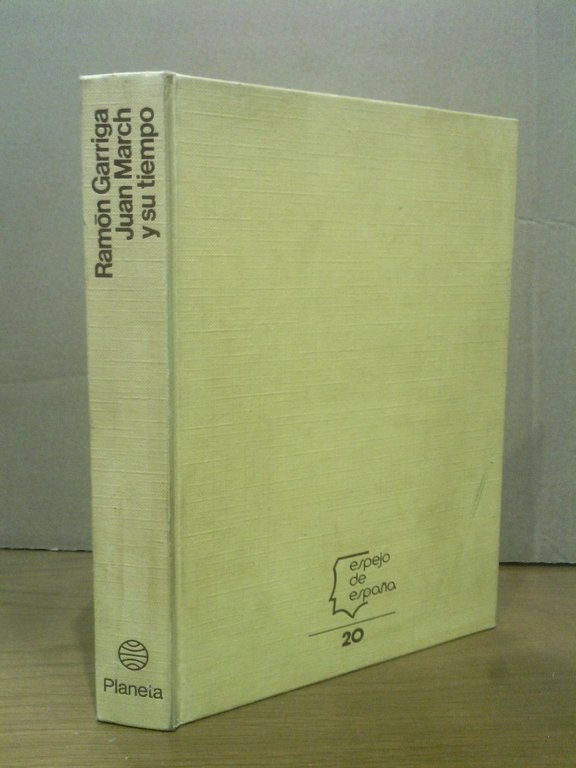 Ramón Garriga
Juan March
y su tiempo
Planeta
espejo
de
españa
20